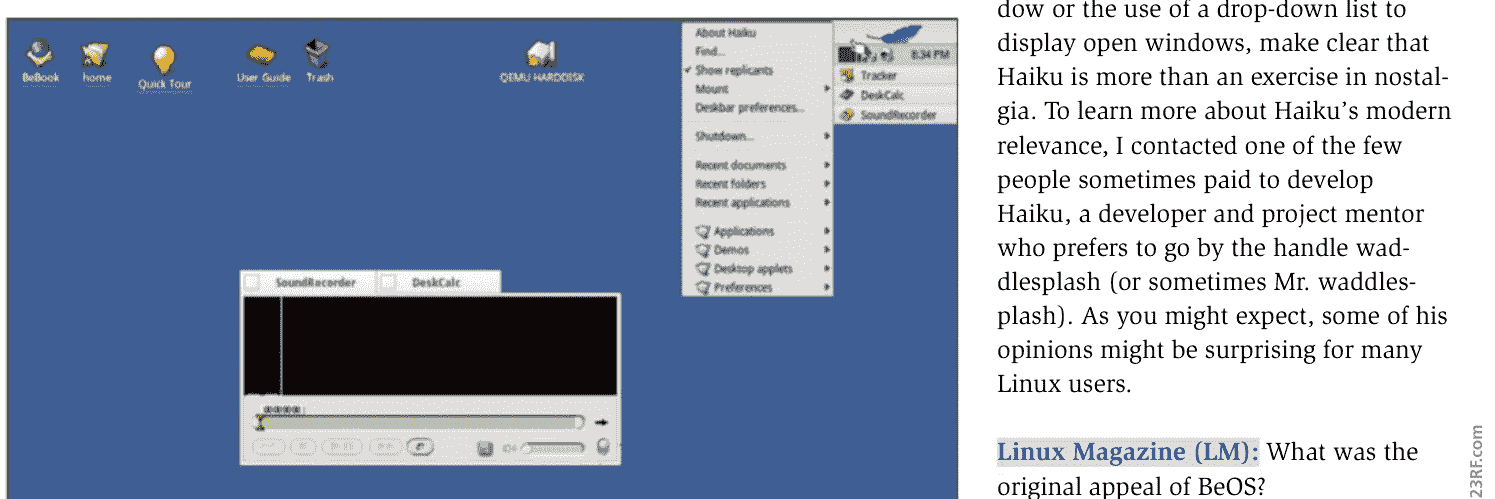 BeBook
home
Quick Tour
User Guide
Trash
QEMU HARDDISK
About Haiku
Find...
Show replicants
Mount
Deskbar preferences...
Shutdown...
Recent documents
Recent folders
Recent applications
Applications
Demos
Desktop applets
Preferences
8:34 PM
Tracker
DeskCalc
SoundRecorder
SoundRecorder
DeskCalc
dow or the use of a drop-down list to
display open windows, make clear that
Haiku is more than an exercise in nostal-
gia. To learn more about Haiku’s modern
relevance, I contacted one of the few
people sometimes paid to develop
Haiku, a developer and project mentor
who prefers to go by the handle wad-
dlesplash (or sometimes Mr. waddles-
plash). As you might expect, some of his
opinions might be surprising for many
Linux users.
Linux Magazine (LM): What was the
original appeal of BeOS?
23RF.com